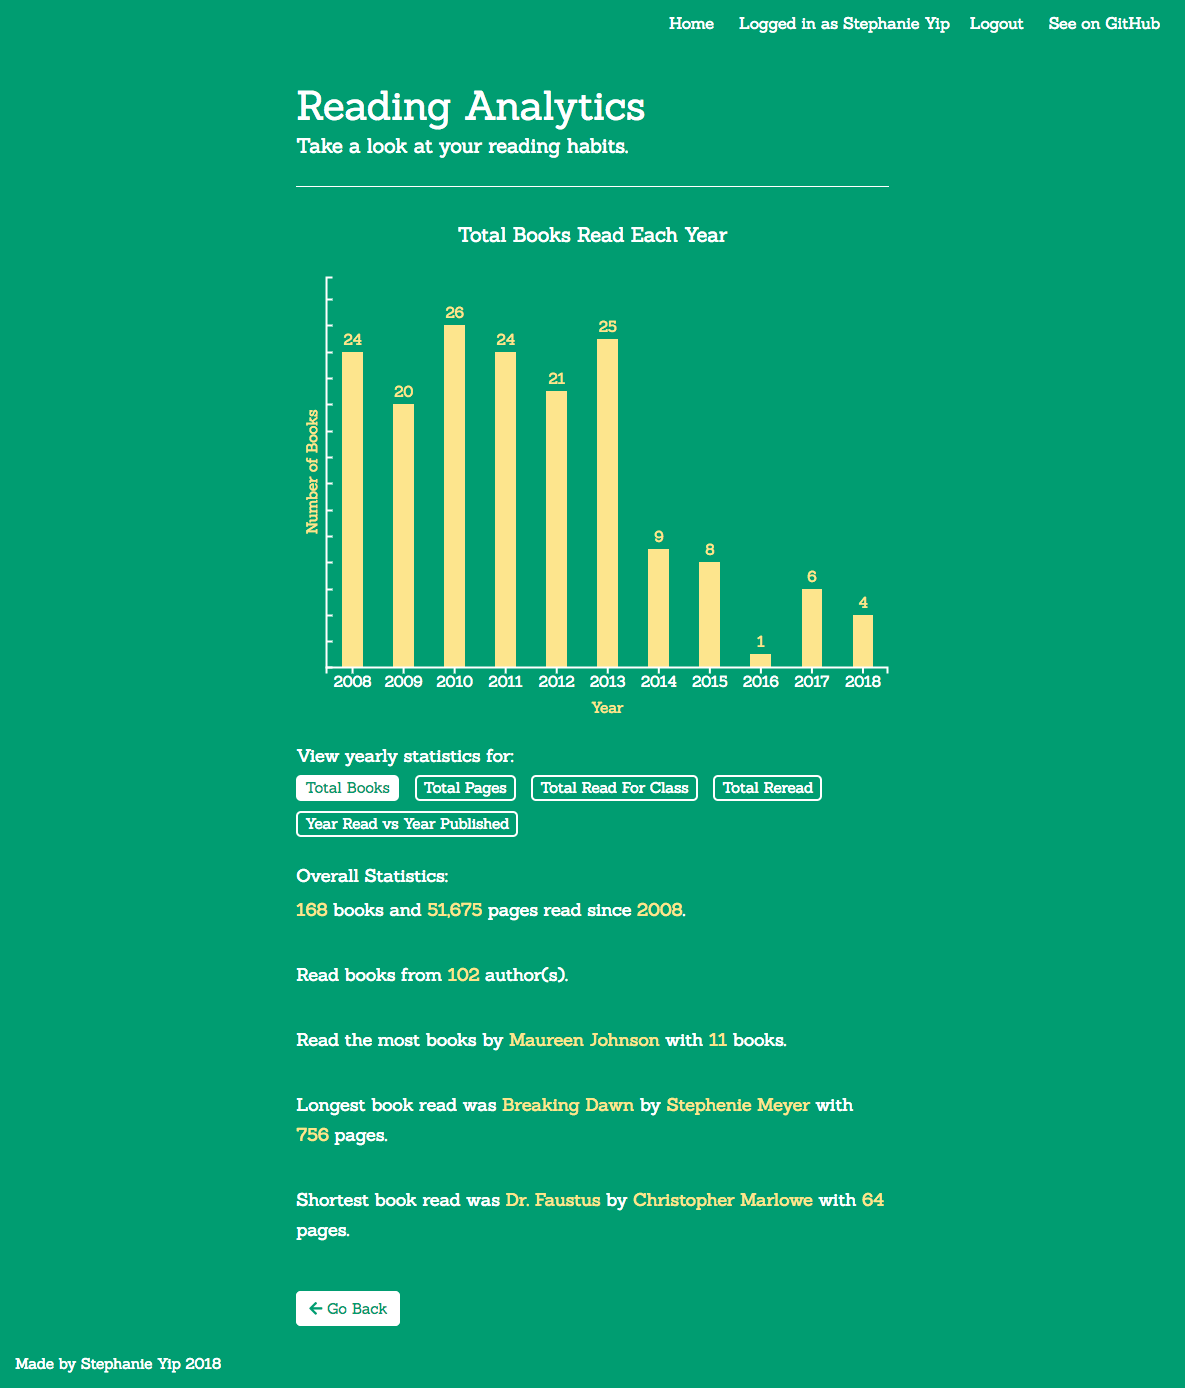 Home Logged in as Stephanie Yip Logout See on GitHub
Reading Analytics
Take a look at your reading habits.
Total Books Read Each Year
Number of Books
24 20 26 24 21 25 9 8 1 6 4
2008 2009 2010 2011 2012 2013 2014 2015 2016 2017 2018
Year
View yearly statistics for:
Total Books Total Pages Total Read For Class Total Reread
Year Read vs Year Published
Overall Statistics:
168 books and 51,675 pages read since 2008.
Read books from 102 author(s).
Read the most books by Maureen Johnson with 11 books.
Longest book read was Breaking Dawn by Stephenie Meyer with
756 pages.
Shortest book read was Dr. Faustus by Christopher Marlowe with 64
pages.
Go Back
Made by Stephanie Yip 2018